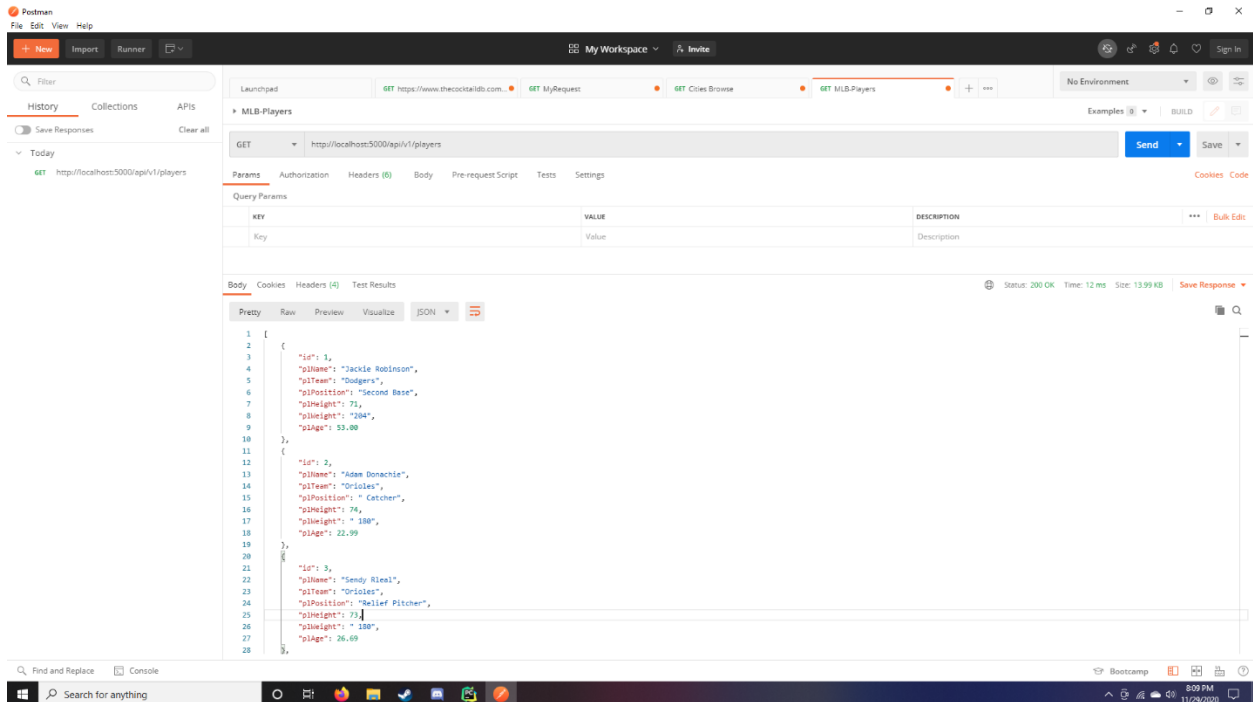 Postman
File Edit View Help
+ New Import Runner My Workspace Invite Sign In
Filter
History Collections APIs
Save Responses Clear all
Today
GET http://localhost:5000/api/v1/players
Launchpad GET https://www.thecocktaildb.com... GET MyRequest GET Cities Browse GET MLB-Players + ooo No Environment
MLB-Players Examples 0 BUILD
GET http://localhost:5000/api/v1/players Send Save
Params Authorization Headers (6) Body Pre-request Script Tests Settings Cookies Code
Query Params
KEY VALUE DESCRIPTION ••• Bulk Edit
Key Value Description
Body Cookies Headers (4) Test Results Status: 200 OK Time: 12 ms Size: 13.99 KB Save Response
Pretty Raw Preview Visualize JSON
1 [
2 {
3 "id": 1,
4 "plName": "Jackie Robinson",
5 "plTeam": "Dodgers",
6 "plPosition": "Second Base",
7 "plHeight": 71,
8 "plWeight": "204",
9 "plAge": 53.00
10 },
11 {
12 "id": 2,
13 "plName": "Adam Donachie",
14 "plTeam": "Orioles",
15 "plPosition": " Catcher",
16 "plHeight": 74,
17 "plWeight": " 180",
18 "plAge": 22.99
19 },
20 {
21 "id": 3,
22 "plName": "Sendy Rleal",
23 "plTeam": "Orioles",
24 "plPosition": "Relief Pitcher",
25 "plHeight": 73,
26 "plWeight": " 180",
27 "plAge": 26.69
28 },
Find and Replace Console Bootcamp
Search for anything 8:09 PM
11/29/2020